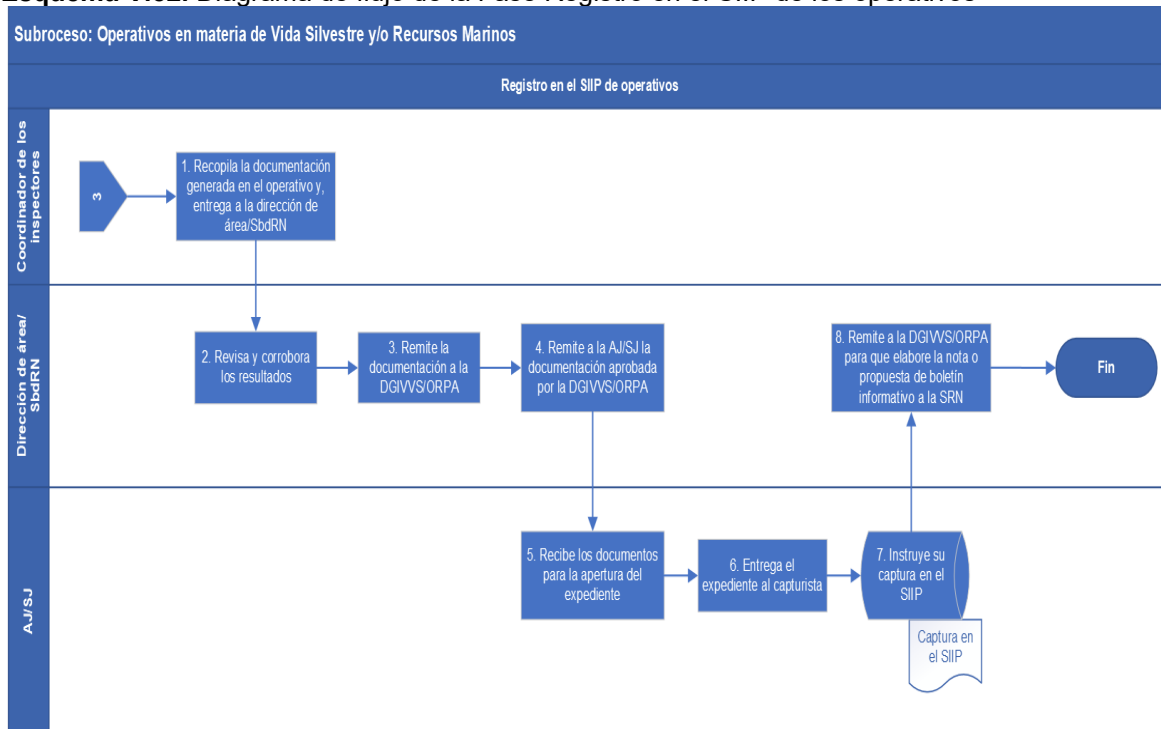 Diagrama de flujo de la Fase Registro en el SIIP de los operativos
Subroceso: Operativos en materia de Vida Silvestre y/o Recursos Marinos
Registro en el SIIP de operativos
Coordinador de los
inspectores
3
1. Recopila la documentación
generada en el operativo y,
entrega a la dirección de
área/SbdRN
Dirección de área/
SbdRN
2. Revisa y corrobora
los resultados
3. Remite la
documentación a la
DGIVVS/ORPA
4. Remite a la AJ/SJ la
documentación aprobada
por la DGIVVS/ORPA
8. Remite a la DGIVVS/ORPA
para que elabore la nota o
propuesta de boletín
informativo a la SRN
Fin
AJ/SJ
5. Recibe los documentos
para la apertura del
expediente
6. Entrega el
expediente al capturista
7. Instruye su
captura en el
SIIP
Captura en
el SIIP